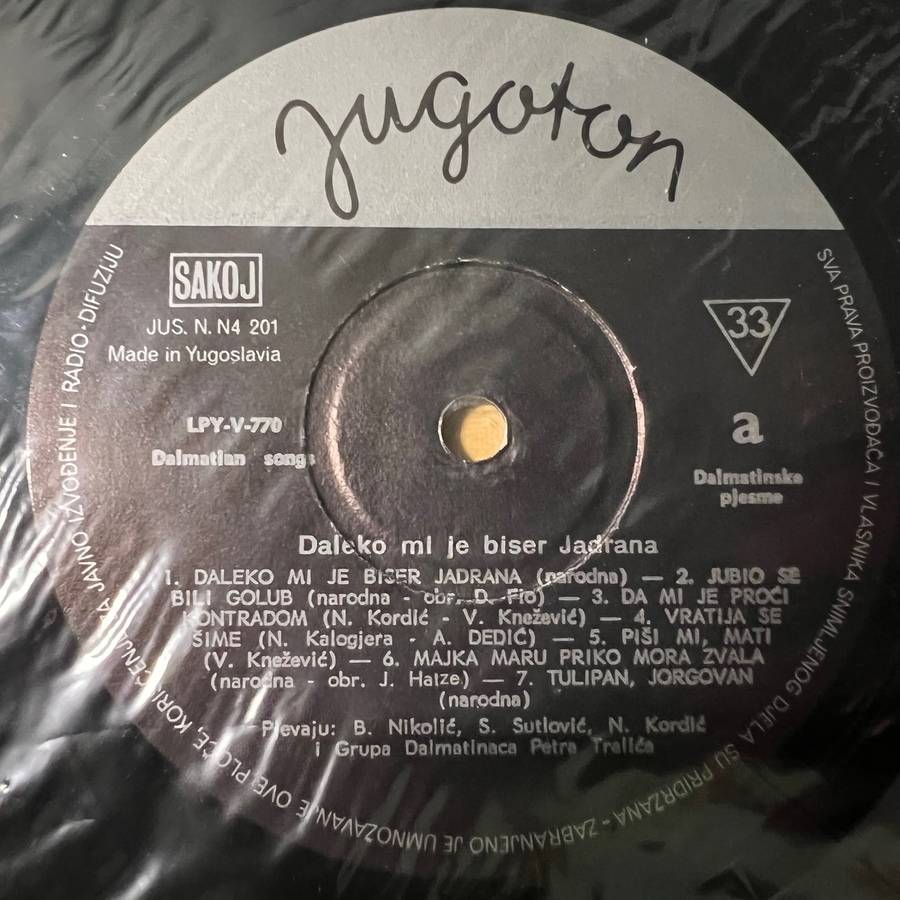 jugoton
SAKOJ
JUS. N. N4 201
Made in Yugoslavia
33
LPY-V-770
Dalmatian songs
a
Dalmatinske
pjesme
Daleko mi je biser Jadrana
1. DALEKO MI JE BISER JADRANA (narodna) — 2. JUBIO SE
BILI GOLUB (narodna - obr. D. Fio) — 3. DA MI JE PROĆI
KONTRADOM (N. Kordić - V. Knežević) — 4. VRATIJA SE
ŠIME (N. Kalogjera - A. DEDIĆ) — 5. PIŠI MI, MATI
(V. Knežević) — 6. MAJKA MARU PRIKO MORA ZVALA
(narodna - obr. J. Hatze) — 7. TULIPAN, JORGOVAN
(narodna)
Pjevaju: B. Nikolić, S. Sutlović, N. Kordić
i Grupa Dalmatinaca Petra Tralića
SVA PRAVA PROIZVOĐAČA I VLASNIKA SNIMLJENOG DJELA SU PRIDRŽANA - ZABRANJENO JE UMNOŽAVANJE OVE PLOČE, JAVNO IZVOĐENJE I RADIO-DIFUZIJU